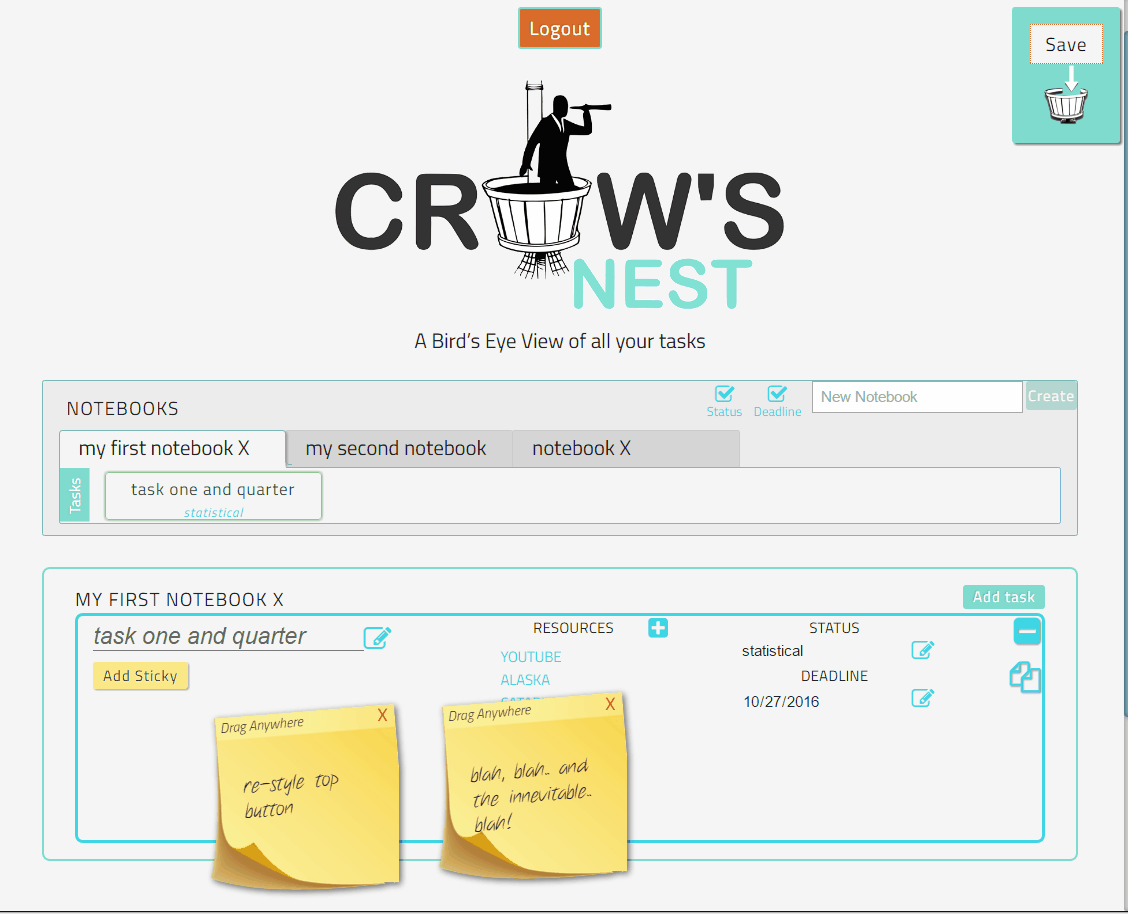 Logout
Save
CROW'S
NEST
A Bird's Eye View of all your tasks
NOTEBOOKS
Status
Deadline
New Notebook
Create
my first notebook X
my second notebook
notebook X
Tasks
task one and quarter
statistical
MY FIRST NOTEBOOK X
Add task
task one and quarter
RESOURCES
STATUS
YOUTUBE
statistical
Add Sticky
ALASKA
DEADLINE
10/27/2016
Drag Anywhere X
re-style top
button
Drag Anywhere X
blah, blah.. and
the innevitable..
blah!